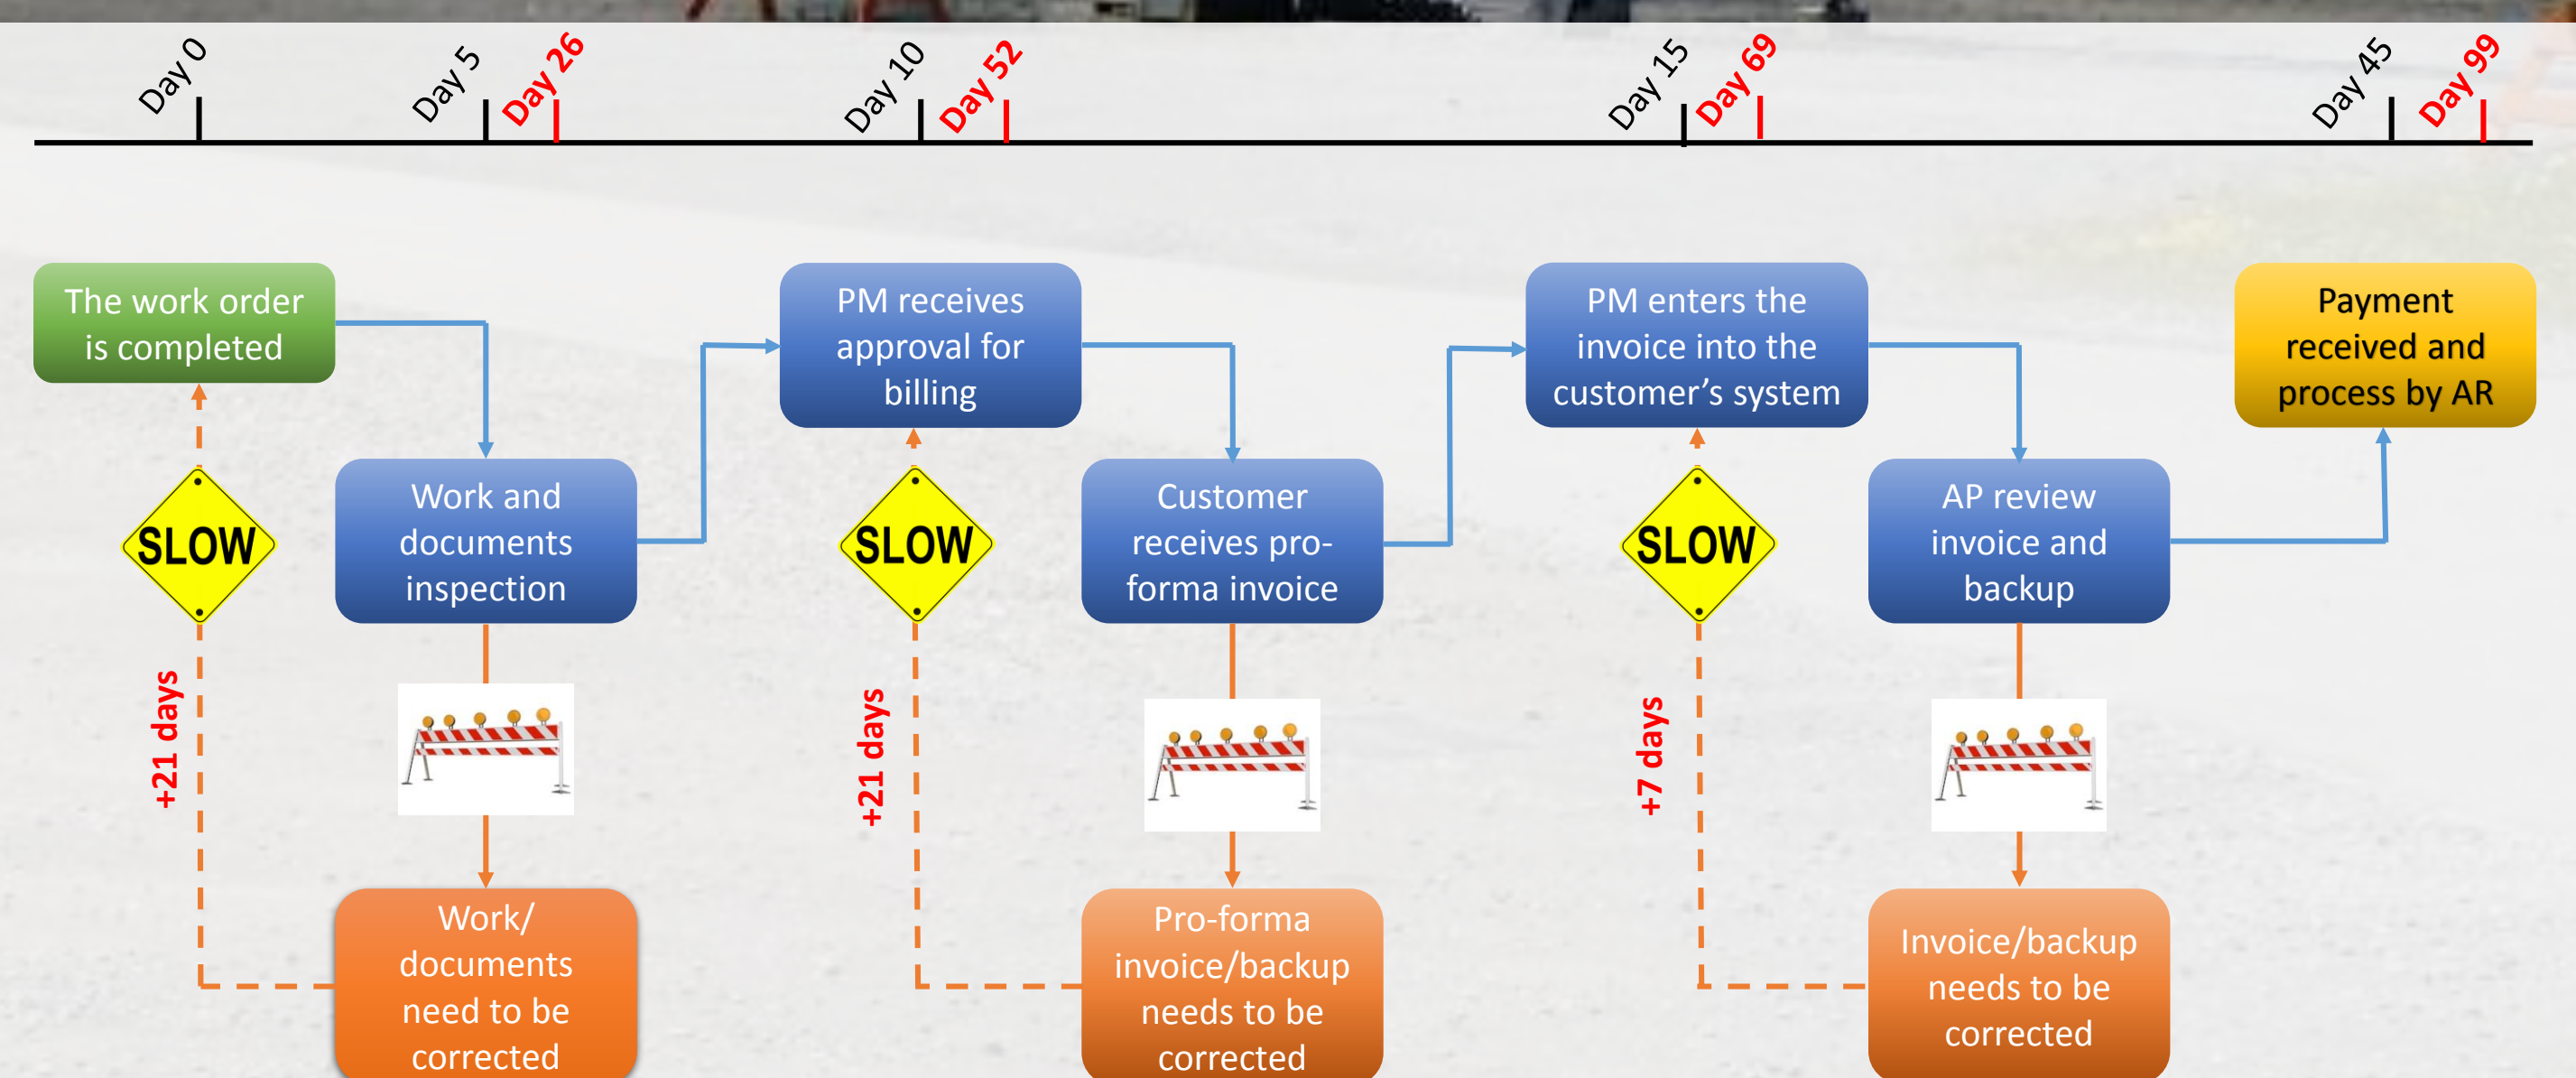 Day 0
Day 5
Day 26
Day 10
Day 52
Day 15
Day 69
Day 45
Day 99
The work order
is completed
PM receives
approval for
billing
PM enters the
invoice into the
customer's system
Payment
received and
process by AR
SLOW
Work and
documents
inspection
SLOW
Customer
receives pro-
forma invoice
SLOW
AP review
invoice and
backup
+21 days
+21 days
+7 days
Work/
documents
need to be
corrected
Pro-forma
invoice/backup
needs to be
corrected
Invoice/backup
needs to be
corrected